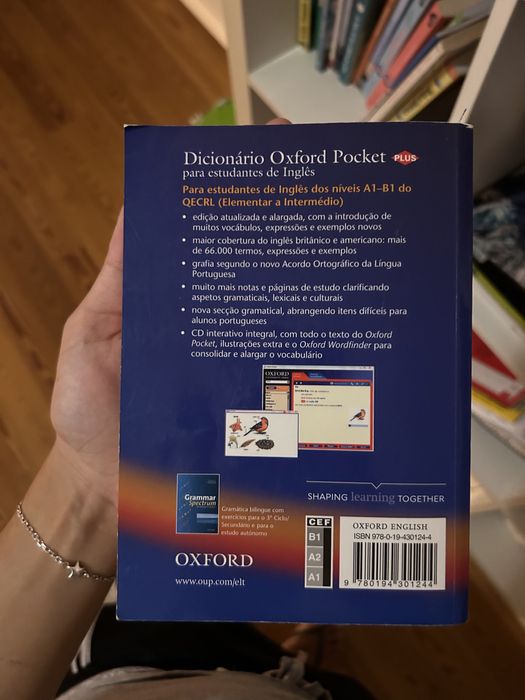 Dicionário Oxford Pocket PLUS
para estudantes de Inglês
Para estudantes de Inglês dos níveis A1–B1 do
QECRL (Elementar a Intermédio)
• edição atualizada e alargada, com a introdução de
muitos vocábulos, expressões e exemplos novos
• maior cobertura do inglês britânico e americano: mais
de 66.000 termos, expressões e exemplos
• grafia segundo o novo Acordo Ortográfico da Língua
Portuguesa
• muito mais notas e páginas de estudo clarificando
aspetos gramaticais, lexicais e culturais
• nova secção gramatical, abrangendo itens difíceis para
alunos portugueses
• CD interativo integral, com todo o texto do Oxford
Pocket, ilustrações extra e o Oxford Wordfinder para
consolidar e alargar o vocabulário
OXFORD
SHAPING learning TOGETHER
Grammar
Spectrum
Gramática bilingue com
exercícios para o 3º Ciclo/
Secundário e para o
estudo autónomo
OXFORD
www.oup.com/elt
CEF
B1
A2
A1
OXFORD ENGLISH
ISBN 978-0-19-430124-4
9 780194 301244